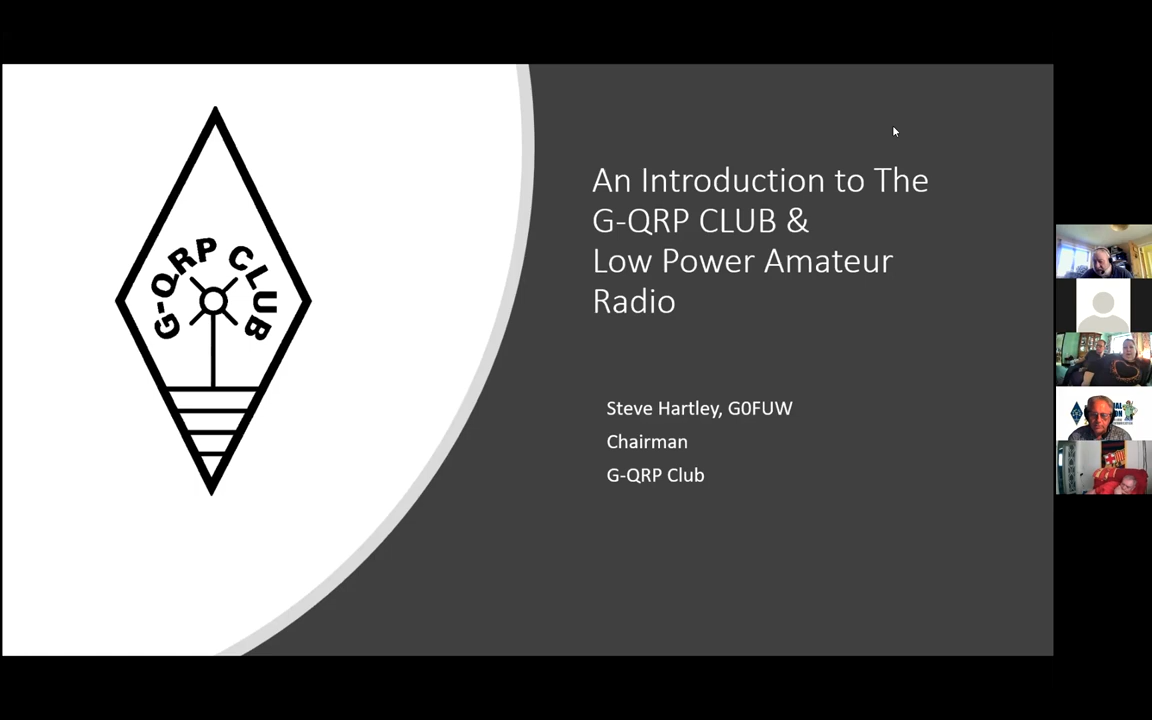 G-QRP CLUB
An Introduction to The
G-QRP CLUB &
Low Power Amateur
Radio
Steve Hartley, G0FUW
Chairman
G-QRP Club